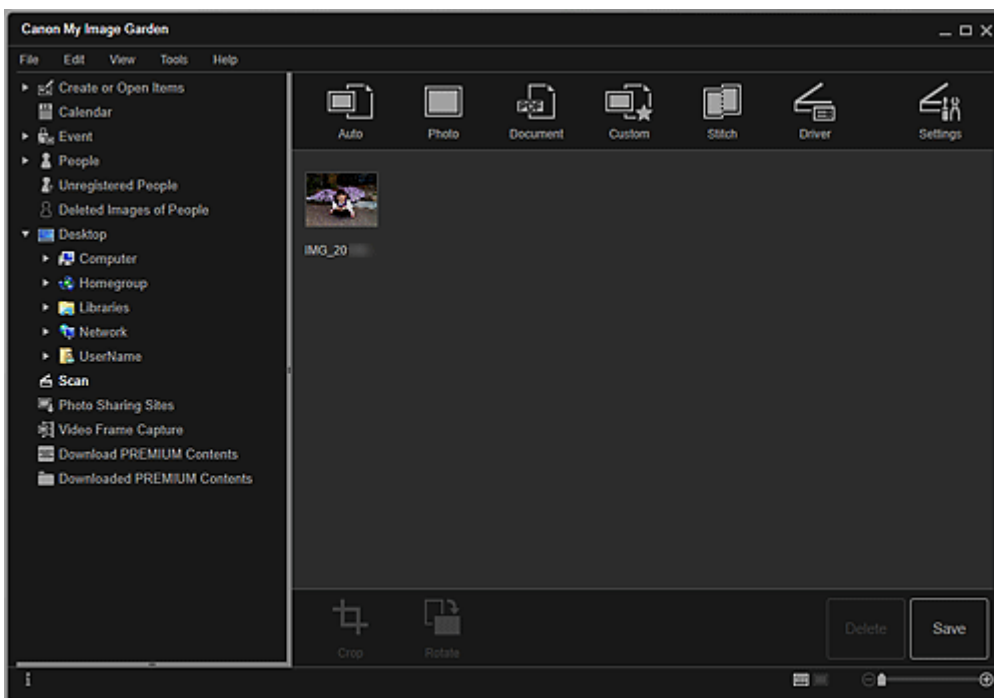 Canon My Image Garden
File Edit View Tools Help
Create or Open Items
Calendar
Event
People
Unregistered People
Deleted Images of People
Desktop
Computer
Homegroup
Libraries
Network
UserName
Scan
Photo Sharing Sites
Video Frame Capture
Download PREMIUM Contents
Downloaded PREMIUM Contents
Auto Photo PDF Document Custom Stitch Driver Settings
IMG_20
Crop Rotate Delete Save